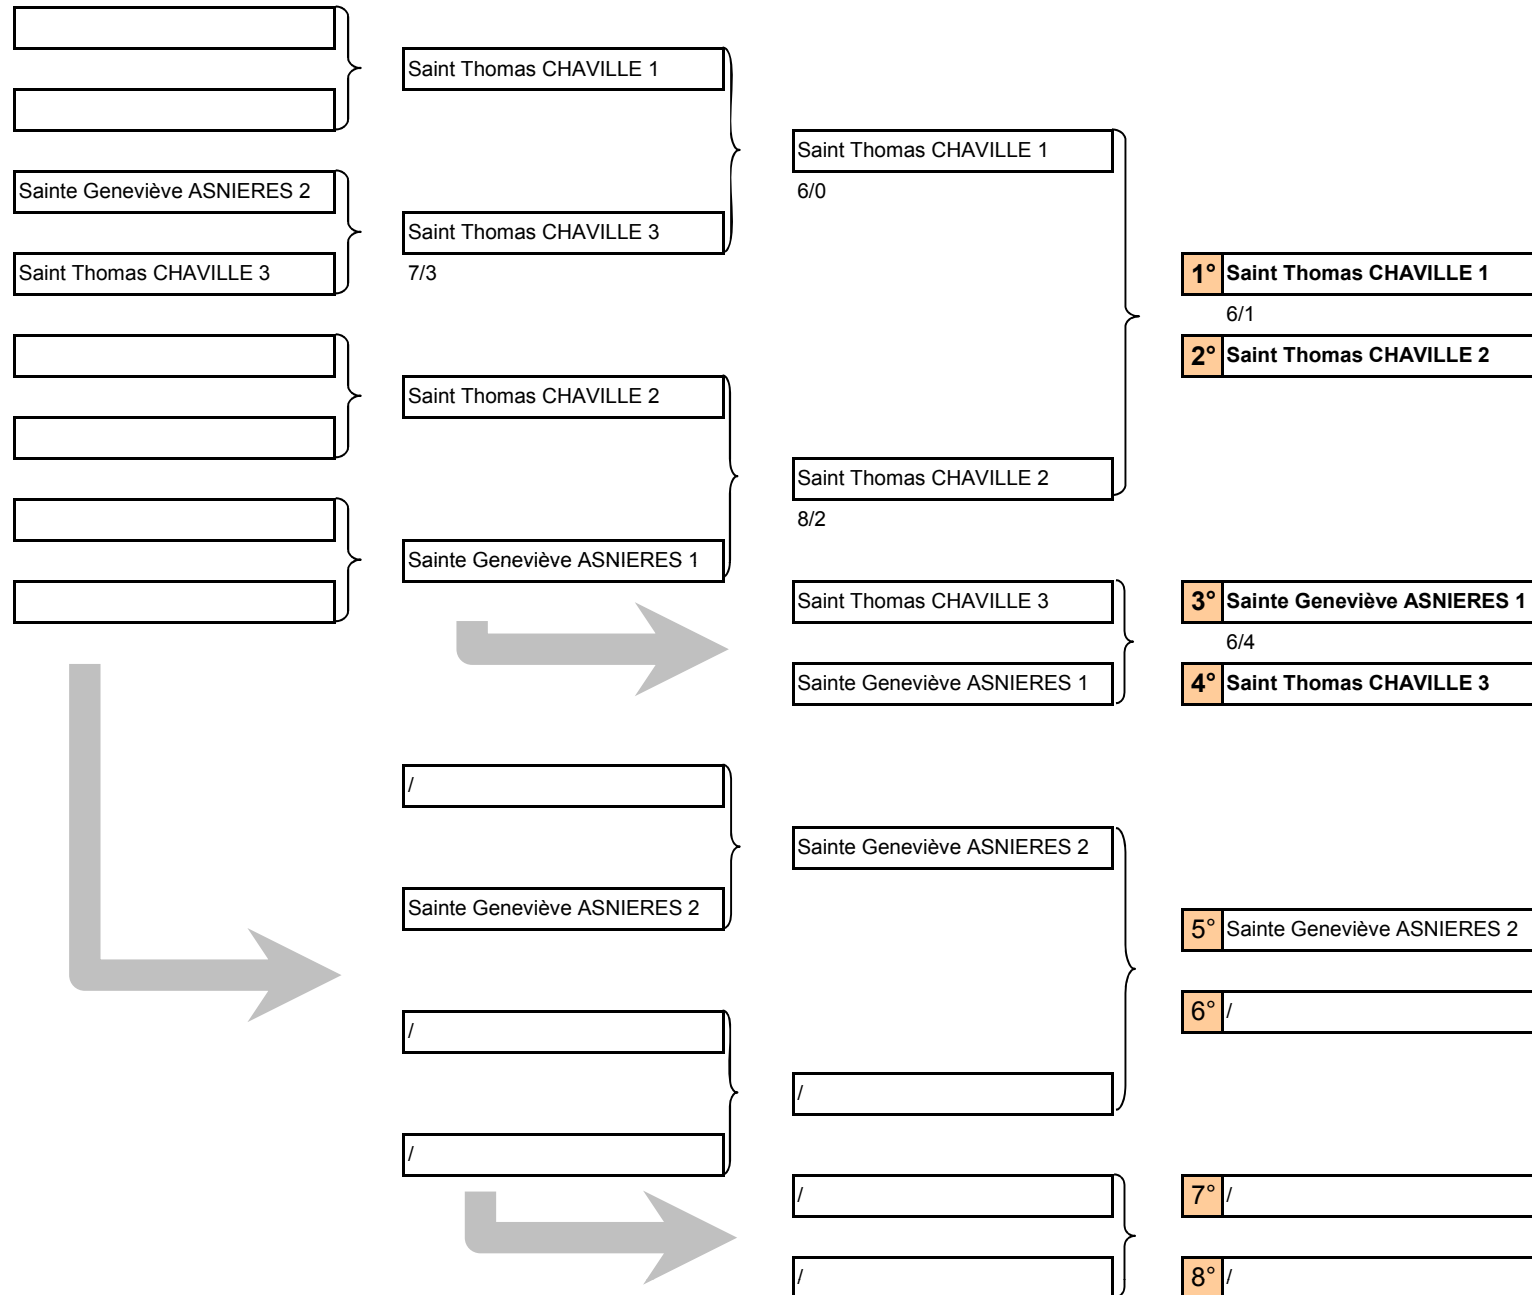 Saint Thomas CHAVILLE 1
Saint Thomas CHAVILLE 1
Sainte Geneviève ASNIERES 2
6/0
Saint Thomas CHAVILLE 3
Saint Thomas CHAVILLE 3
7/3
1° Saint Thomas CHAVILLE 1
6/1
2° Saint Thomas CHAVILLE 2
Saint Thomas CHAVILLE 2
Saint Thomas CHAVILLE 2
8/2
Sainte Geneviève ASNIERES 1
Saint Thomas CHAVILLE 3
3° Sainte Geneviève ASNIERES 1
6/4
Sainte Geneviève ASNIERES 1
4° Saint Thomas CHAVILLE 3
/
Sainte Geneviève ASNIERES 2
Sainte Geneviève ASNIERES 2
5° Sainte Geneviève ASNIERES 2
6° /
/
/
/
/
7° /
/
8° /